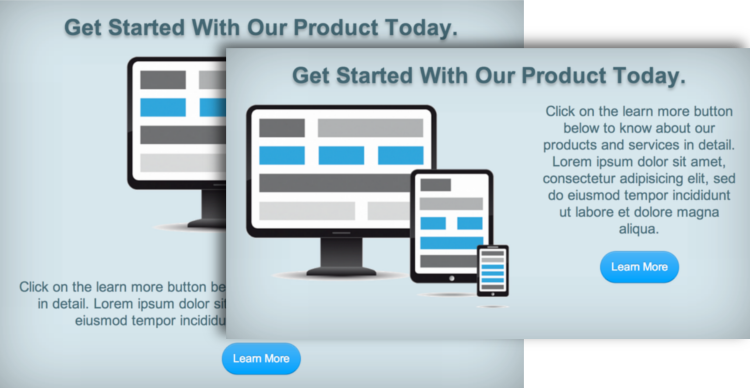 Get Started With Our Product Today.
Click on the learn more button
in detail. Lorem ipsum dolor
eiusmod tempor
Learn More
Get Started With Our Product Today.
Click on the learn more button
below to know about our
products and services in detail.
Lorem ipsum dolor sit amet,
consectetur adipisicing elit, sed
do eiusmod tempor incididunt
ut labore et dolore magna
aliqua.
Learn More